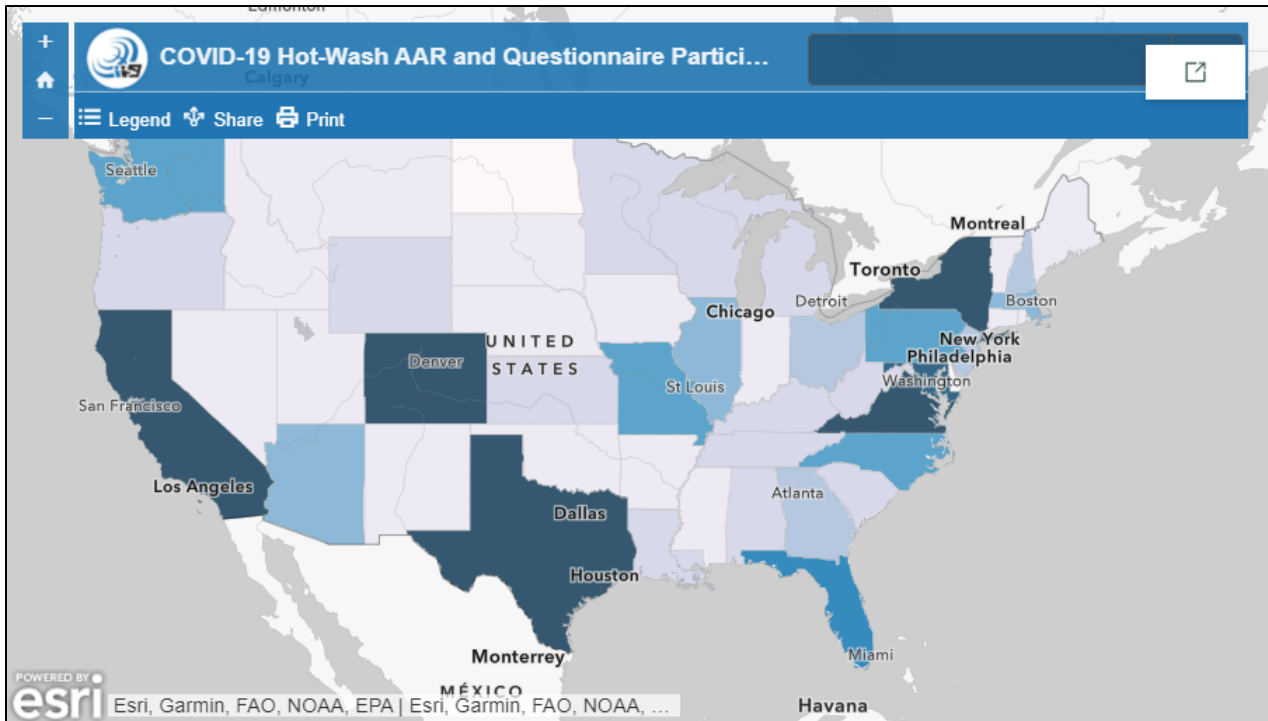 Edmonton
+
COVID-19 Hot-Wash AAR and Questionnaire Partici...
Calgary
−
Legend Share Print
Seattle
Montreal
Toronto
Detroit
Boston
Chicago
UNITED
STATES
New York
Philadelphia
Denver
Washington
St Louis
San Francisco
Los Angeles
Atlanta
Dallas
Houston
Miami
Monterrey
MÉXICO
Havana
POWERED BY
esri
Esri, Garmin, FAO, NOAA, EPA | Esri, Garmin, FAO, NOAA, ...